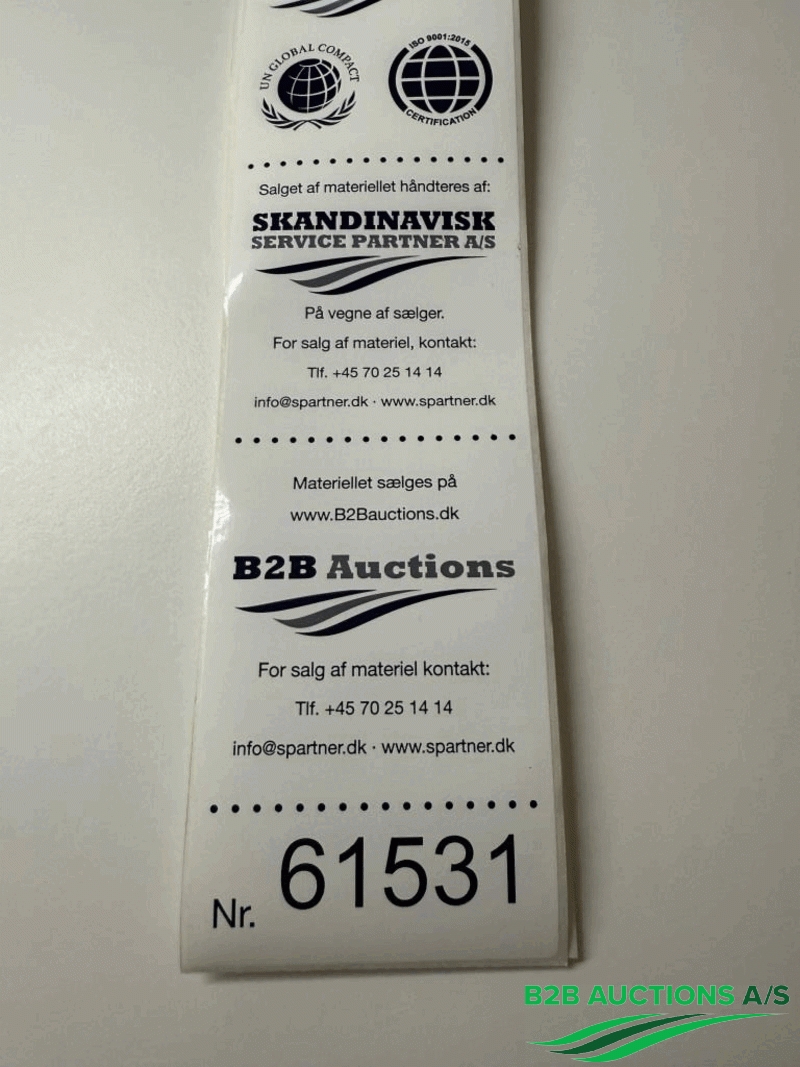 UN GLOBAL COMPACT
ISO 9001:2015
CERTIFICATION
Salget af materiellet håndteres af:
SKANDINAVISK
SERVICE PARTNER A/S
På vegne af sælger.
For salg af materiel, kontakt:
Tlf. +45 70 25 14 14
info@spartner.dk · www.spartner.dk
Materiellet sælges på
www.B2Bauctions.dk
B2B Auctions
For salg af materiel kontakt:
Tlf. +45 70 25 14 14
info@spartner.dk · www.spartner.dk
Nr. 61531
B2B AUCTIONS A/S